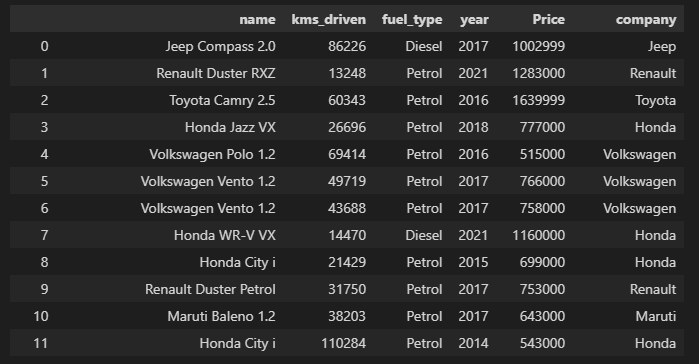 name kms_driven fuel_type year Price company
0 Jeep Compass 2.0 86226 Diesel 2017 1002999 Jeep
1 Renault Duster RXZ 13248 Petrol 2021 1283000 Renault
2 Toyota Camry 2.5 60343 Petrol 2016 1639999 Toyota
3 Honda Jazz VX 26696 Petrol 2018 777000 Honda
4 Volkswagen Polo 1.2 69414 Petrol 2016 515000 Volkswagen
5 Volkswagen Vento 1.2 49719 Petrol 2017 766000 Volkswagen
6 Volkswagen Vento 1.2 43688 Petrol 2017 758000 Volkswagen
7 Honda WR-V VX 14470 Diesel 2021 1160000 Honda
8 Honda City i 21429 Petrol 2015 699000 Honda
9 Renault Duster Petrol 31750 Petrol 2017 753000 Renault
10 Maruti Baleno 1.2 38203 Petrol 2017 643000 Maruti
11 Honda City i 110284 Petrol 2014 543000 Honda